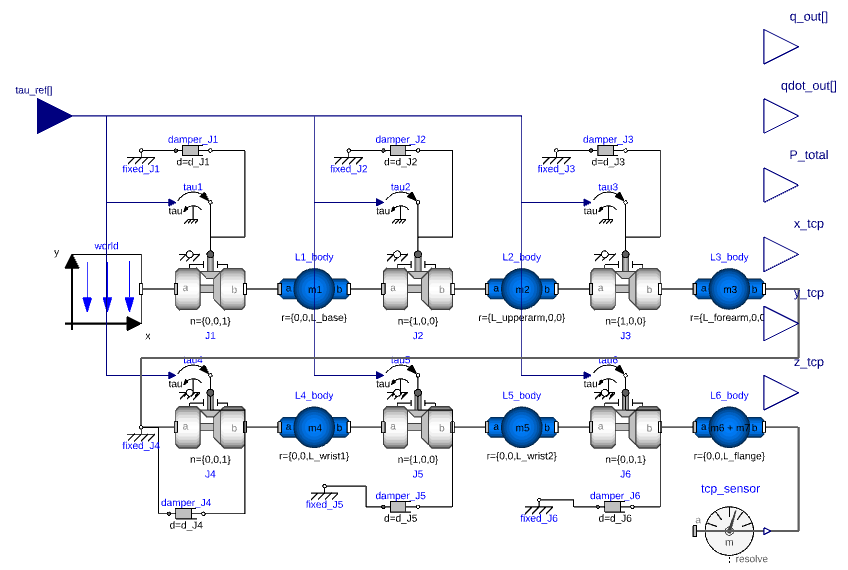 q_out[]
tau_ref[]
qdot_out[]
damper_J1
damper_J2
damper_J3
d=d_J1
d=d_J2
d=d_J3
fixed_J1
fixed_J2
fixed_J3
P_total
tau1
tau2
tau3
tau
tau
tau
x_tcp
y
world
L1_body
L2_body
L3_body
a
b
a
m1
b
a
b
a
m2
b
a
b
a
m3
b
y_tcp
n={0,0,1}
r={0,0,L_base}
n={1,0,0}
r={L_upperarm,0,0}
n={1,0,0}
r={L_forearm,0,0
x
J1
J2
J3
tau4
tau5
tau6
z_tcp
tau
tau
tau
L4_body
L5_body
L6_body
a
b
a
m4
b
a
b
a
m5
b
a
b
a
m6 + m7
b
fixed_J4
n={0,0,1}
r={0,0,L_wrist1}
n={1,0,0}
r={0,0,L_wrist2}
n={0,0,1}
r={0,0,L_flange}
J4
J5
J6
damper_J4
d=d_J4
fixed_J5
damper_J5
d=d_J5
fixed_J6
damper_J6
d=d_J6
tcp_sensor
a
m
resolve